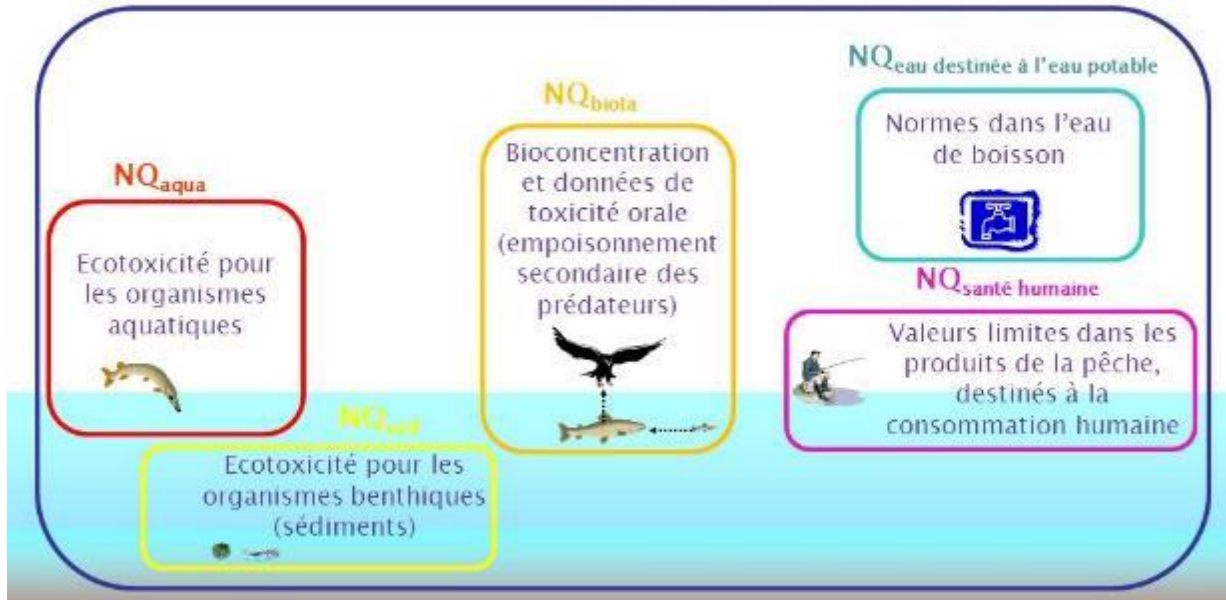 NQaqua
Ecotoxicité pour
les organismes
aquatiques
NQsed
Ecotoxicité pour les
organismes benthiques
(sédiments)
NQbiota
Bioconcentration
et données de
toxicité orale
(empoisonnement
secondaire des
prédateurs)
NQeau destinée à l'eau potable
Normes dans l'eau
de boisson
NQsanté humaine
Valeurs limites dans les
produits de la pêche,
destinés à la
consommation humaine